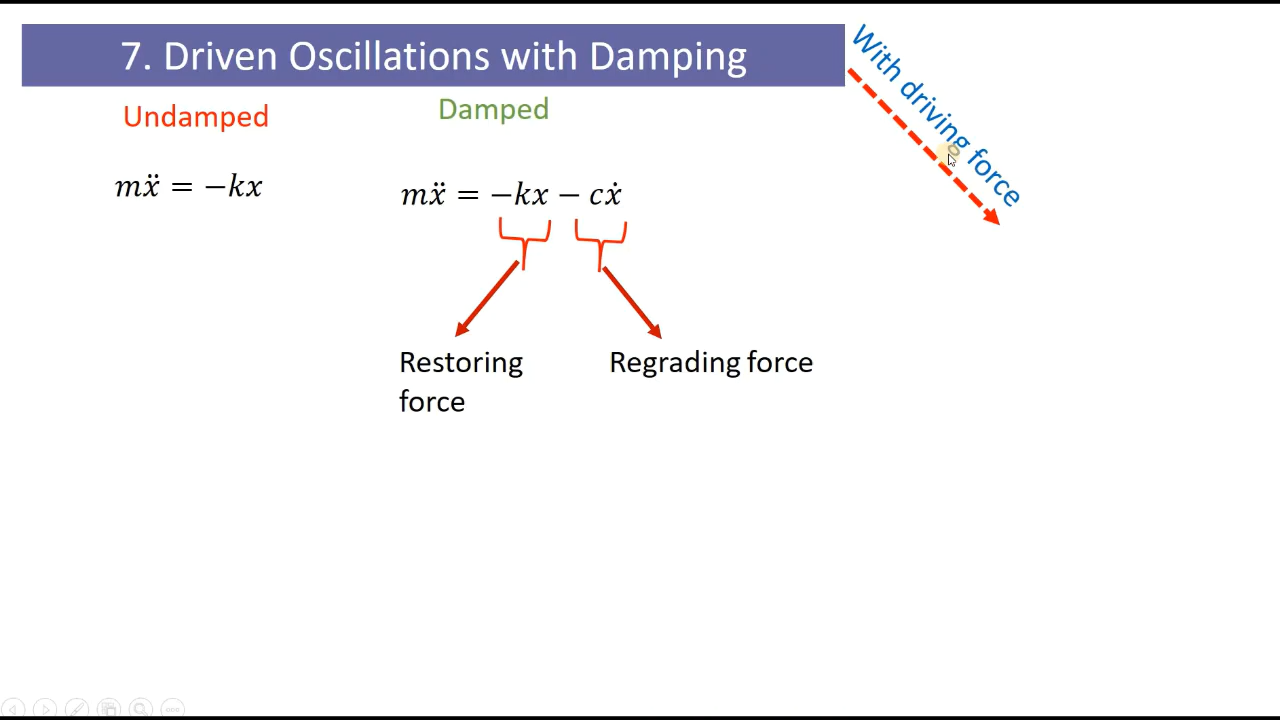 7. Driven Oscillations with Damping
With driving force
Undamped
Damped
mẍ = −kx
mẍ = −kx − cẋ
Restoring
force
Regrading force